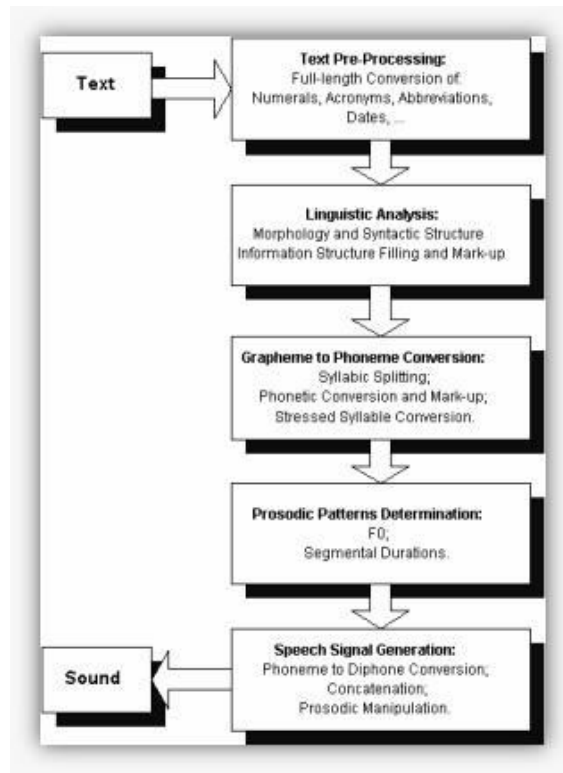 Text
Text Pre-Processing:
Full-length Conversion of
Numerals, Acronyms, Abbreviations,
Dates, ...
Linguistic Analysis:
Morphology and Syntactic Structure
Information Structure Filling and Mark-up
Grapheme to Phoneme Conversion:
Syllabic Splitting;
Phonetic Conversion and Mark-up;
Stressed Syllable Conversion.
Prosodic Patterns Determination:
F0;
Segmental Durations.
Speech Signal Generation:
Phoneme to Diphone Conversion;
Concatenation;
Prosodic Manipulation.
Sound